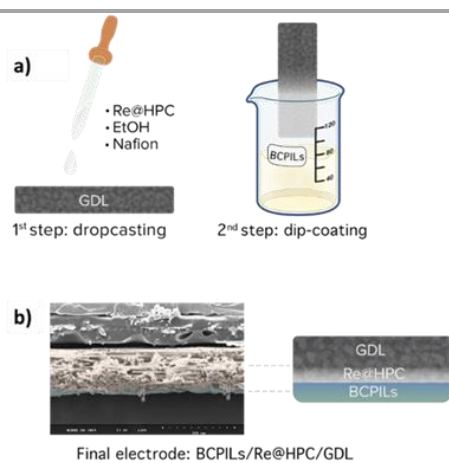 a)
• Re@HPC
• EtOH
• Nafion
GDL
1st step: dropcasting
120
80
40
BCPILs
2nd step: dip-coating
b)
GDL
Re@HPC
BCPILs
Final electrode: BCPILs/Re@HPC/GDL